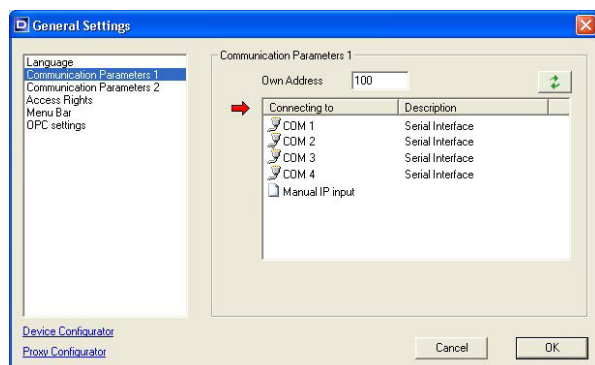 General Settings
Language
Communication Parameters 1
Communication Parameters 2
Access Rights
Menu Bar
OPC settings
Communication Parameters 1
Own Address 100
Connecting to Description
COM 1 Serial Interface
COM 2 Serial Interface
COM 3 Serial Interface
COM 4 Serial Interface
Manual IP input
Device Configurator
Proxy Configurator
Cancel OK